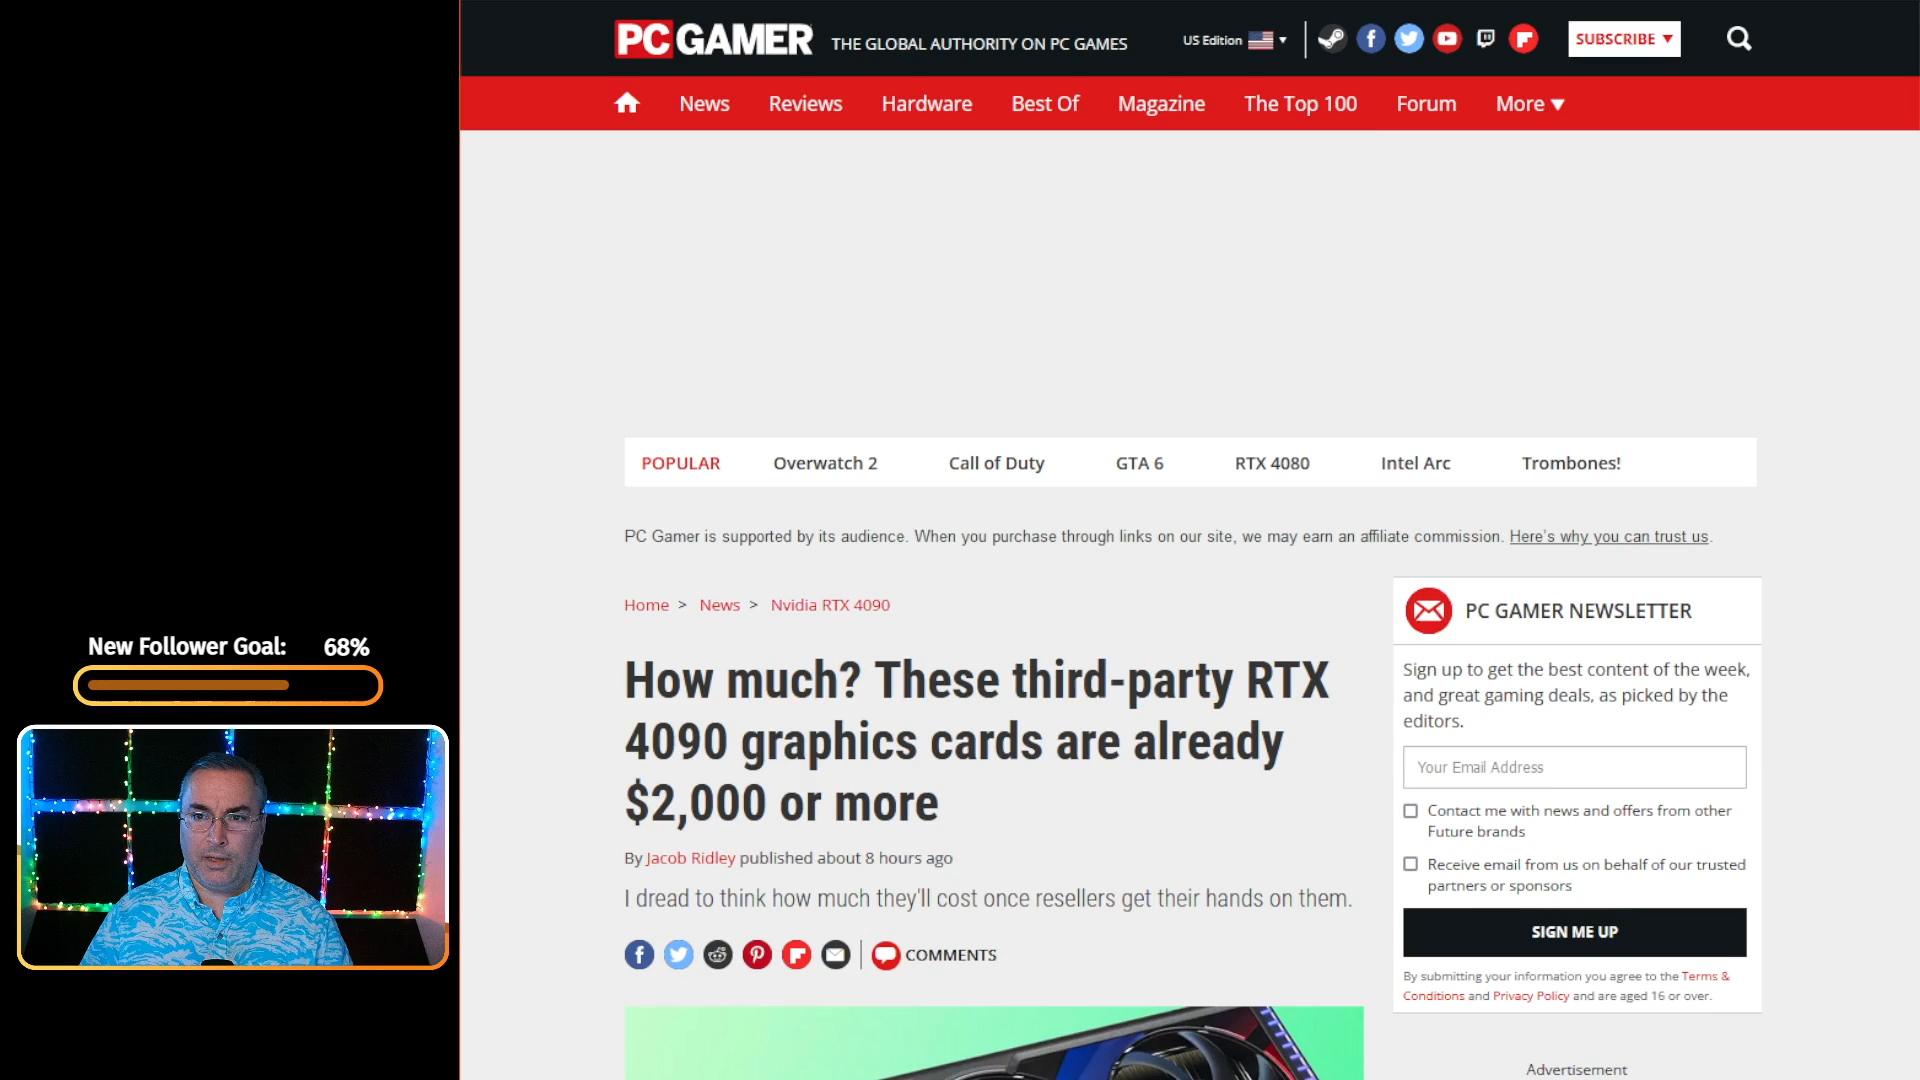 PC GAMER
THE GLOBAL AUTHORITY ON PC GAMES
US Edition
SUBSCRIBE
News
Reviews
Hardware
Best Of
Magazine
The Top 100
Forum
More
POPULAR
Overwatch 2
Call of Duty
GTA 6
RTX 4080
Intel Arc
Trombones!
PC Gamer is supported by its audience. When you purchase through links on our site, we may earn an affiliate commission. Here's why you can trust us.
Home > News > Nvidia RTX 4090
How much? These third-party RTX
4090 graphics cards are already
$2,000 or more
By Jacob Ridley published about 8 hours ago
I dread to think how much they'll cost once resellers get their hands on them.
COMMENTS
PC GAMER NEWSLETTER
Sign up to get the best content of the week,
and great gaming deals, as picked by the
editors.
Your Email Address
Contact me with news and offers from other
Future brands
Receive email from us on behalf of our trusted
partners or sponsors
SIGN ME UP
By submitting your information you agree to the Terms &
Conditions and Privacy Policy and are aged 16 or over.
Advertisement
New Follower Goal: 68%